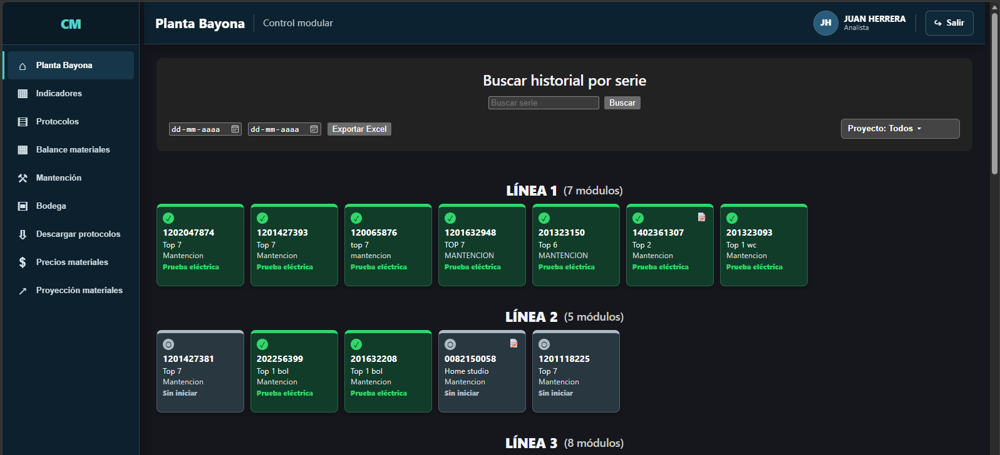 CM
Planta Bayona
Indicadores
Protocolos
Balance materiales
Mantención
Bodega
Descargar protocolos
Precios materiales
Proyección materiales
Planta Bayona
Control modular
JH
JUAN HERRERA
Analista
Salir
Buscar historial por serie
Buscar serie
Buscar
dd-mm-aaaa
dd-mm-aaaa
Exportar Excel
Proyecto: Todos
LÍNEA 1 (7 módulos)
1202047874
Top 7
Mantencion
Prueba eléctrica
1201427393
Top 7
Mantencion
Prueba eléctrica
120065876
top 7
mantencion
Prueba eléctrica
1201632948
TOP 7
MANTENCION
Prueba eléctrica
201323150
Top 6
MANTENCION
Prueba eléctrica
1402361307
Top 2
Mantencion
Prueba eléctrica
201323093
Top 1 wc
Mantencion
Prueba eléctrica
LÍNEA 2 (5 módulos)
1201427381
Top 7
Mantencion
Sin iniciar
202256399
Top 1 bol
Mantencion
Prueba eléctrica
201632208
Top 1 bol
Mantencion
Prueba eléctrica
0082150058
Home studio
Mantencion
Sin iniciar
1201118225
Top 7
Mantencion
Sin iniciar
LÍNEA 3 (8 módulos)